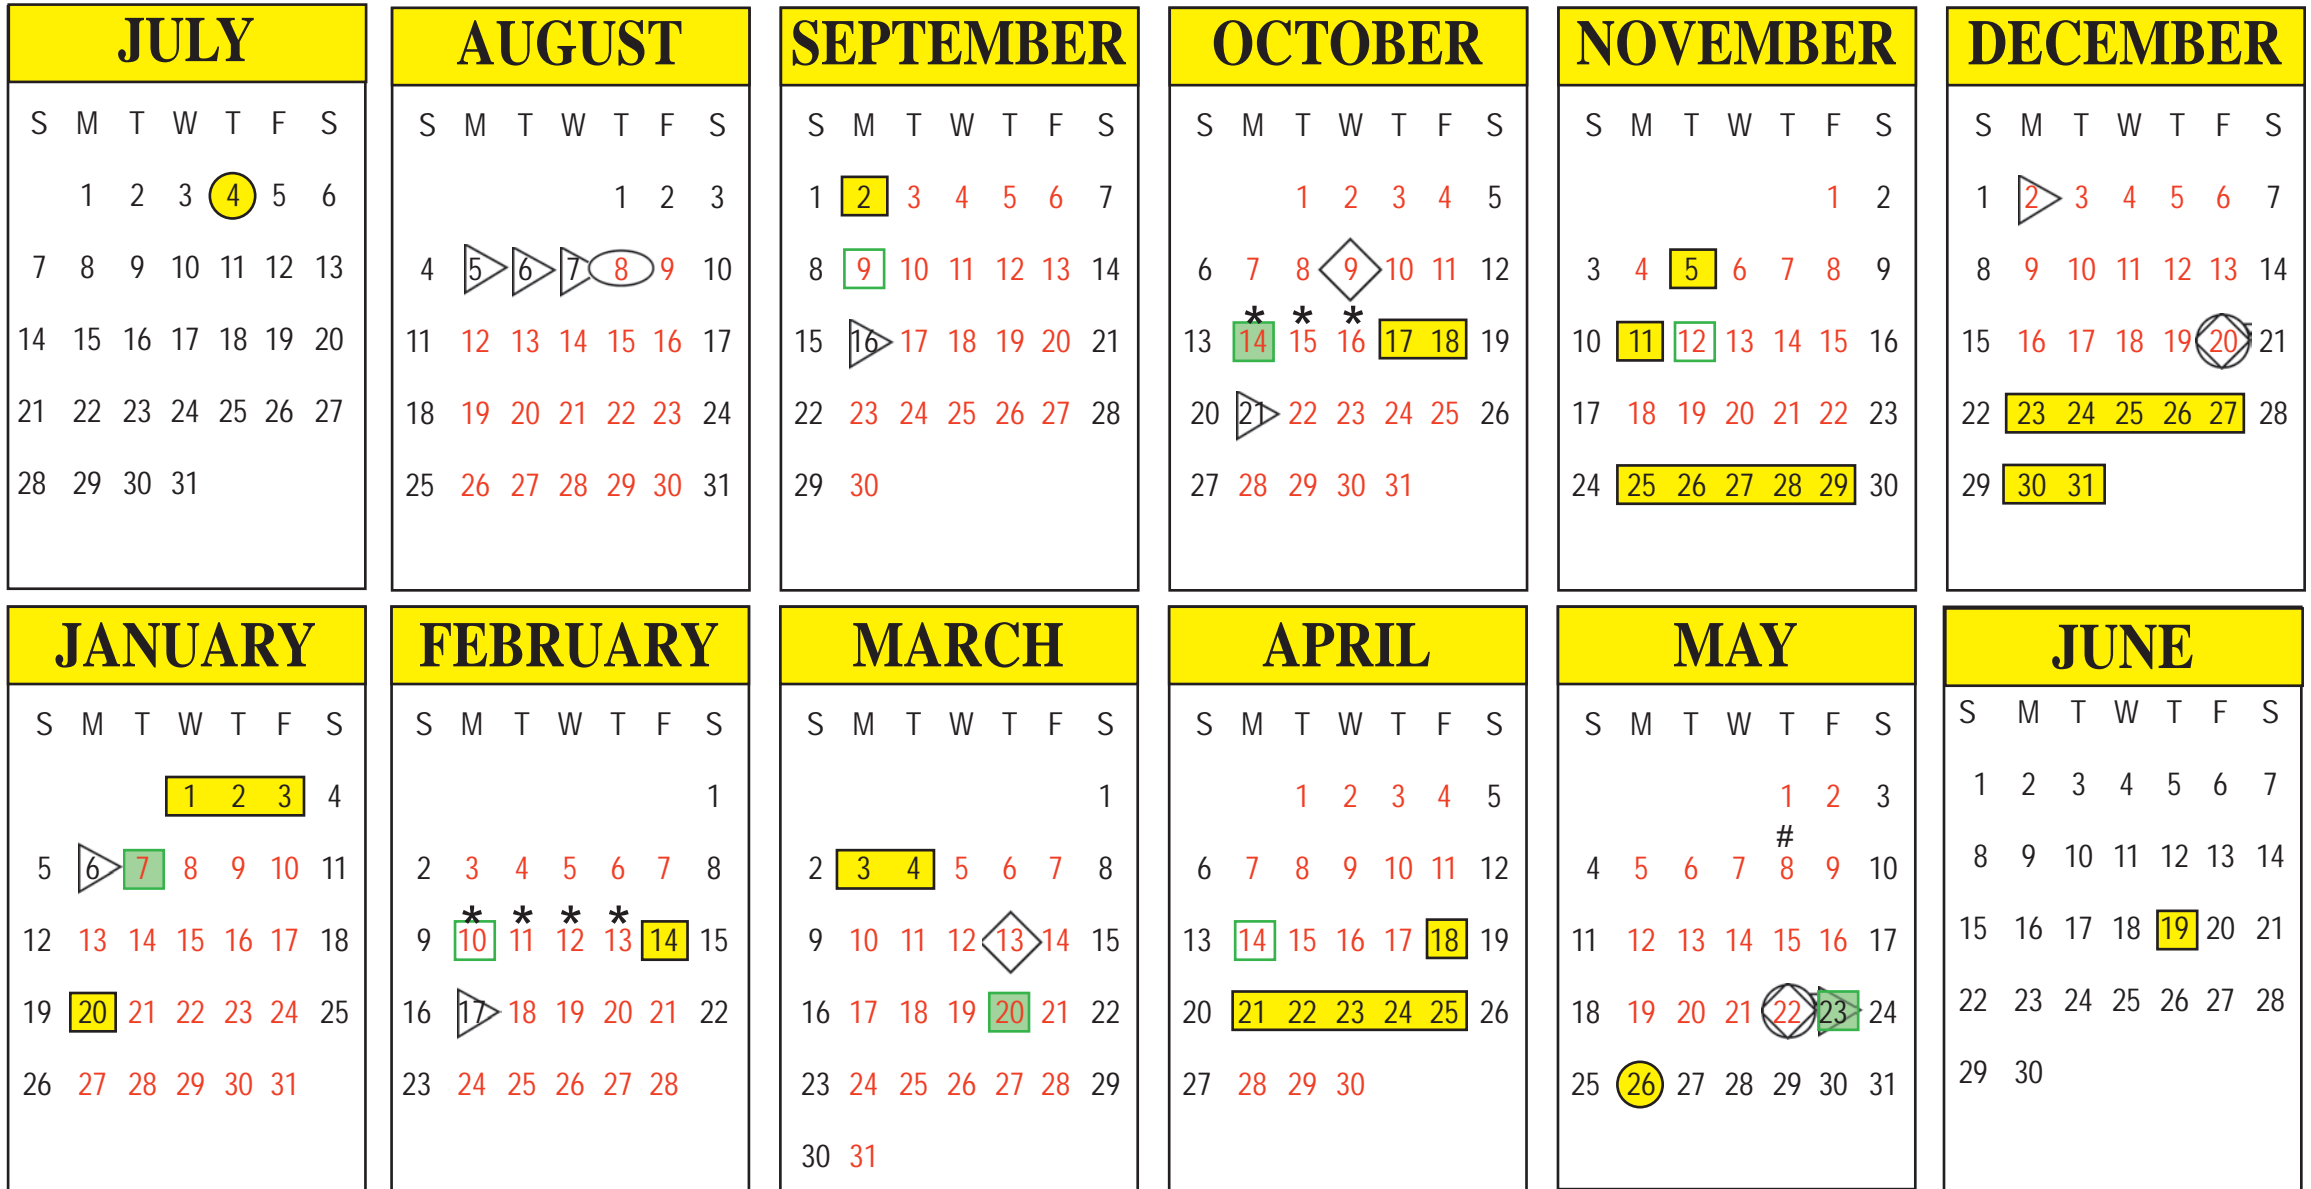 JULY
S M T W T F S
1 2 3 4 5 6
7 8 9 10 11 12 13
14 15 16 17 18 19 20
21 22 23 24 25 26 27
28 29 30 31
AUGUST
S M T W T F S
1 2 3
4 5 6 7 8 9 10
11 12 13 14 15 16 17
18 19 20 21 22 23 24
25 26 27 28 29 30 31
SEPTEMBER
S M T W T F S
1 2 3 4 5 6 7
8 9 10 11 12 13 14
15 16 17 18 19 20 21
22 23 24 25 26 27 28
29 30
OCTOBER
S M T W T F S
1 2 3 4 5
6 7 8 9 10 11 12
* * *
13 14 15 16 17 18 19
20 21 22 23 24 25 26
27 28 29 30 31
NOVEMBER
S M T W T F S
1 2
3 4 5 6 7 8 9
10 11 12 13 14 15 16
17 18 19 20 21 22 23
24 25 26 27 28 29 30
DECEMBER
S M T W T F S
1 2 3 4 5 6 7
8 9 10 11 12 13 14
15 16 17 18 19 20 21
22 23 24 25 26 27 28
29 30 31
JANUARY
S M T W T F S
1 2 3 4
5 6 7 8 9 10 11
12 13 14 15 16 17 18
19 20 21 22 23 24 25
26 27 28 29 30 31
FEBRUARY
S M T W T F S
1
2 3 4 5 6 7 8
* * * *
9 10 11 12 13 14 15
16 17 18 19 20 21 22
23 24 25 26 27 28
MARCH
S M T W T F S
1
2 3 4 5 6 7 8
9 10 11 12 13 14 15
16 17 18 19 20 21 22
23 24 25 26 27 28 29
30 31
APRIL
S M T W T F S
1 2 3 4 5
6 7 8 9 10 11 12
13 14 15 16 17 18 19
20 21 22 23 24 25 26
27 28 29 30
MAY
S M T W T F S
1 2 3
#
4 5 6 7 8 9 10
11 12 13 14 15 16 17
18 19 20 21 22 23 24
25 26 27 28 29 30 31
JUNE
S M T W T F S
1 2 3 4 5 6 7
8 9 10 11 12 13 14
15 16 17 18 19 20 21
22 23 24 25 26 27 28
29 30